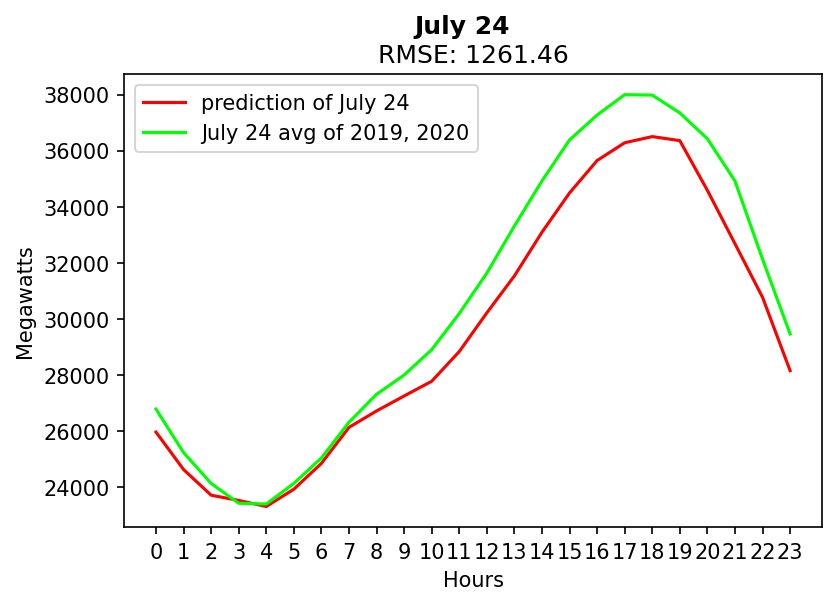 July 24
RMSE: 1261.46
prediction of July 24
July 24 avg of 2019, 2020
38000
36000
34000
32000
30000
28000
26000
24000
Megawatts
0 1 2 3 4 5 6 7 8 9 10 11 12 13 14 15 16 17 18 19 20 21 22 23
Hours